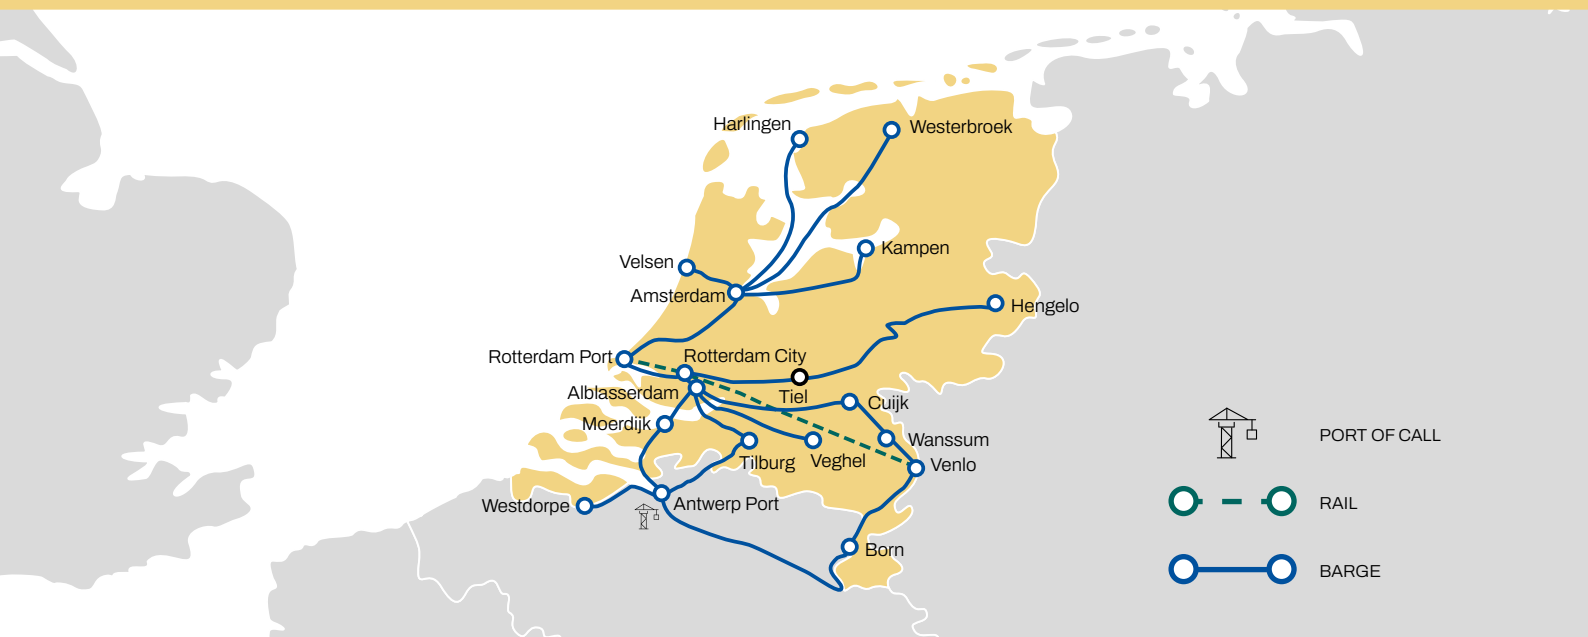 Harlingen
Westerbroek
Kampen
Velsen
Amsterdam
Hengelo
Rotterdam Port
Rotterdam City
Alblasserdam
Tiel
Cuijk
Moerdijk
Wanssum
Tilburg
Veghel
Venlo
Westdorpe
Antwerp Port
Born
PORT OF CALL
RAIL
BARGE